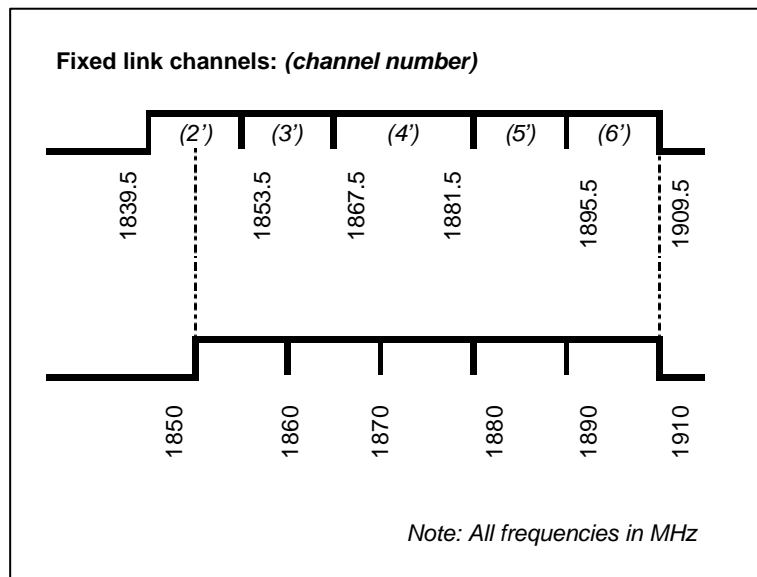 Fixed link channels: (channel number)
(2') (3') (4') (5') (6')
1839.5 1853.5 1867.5 1881.5 1895.5 1909.5
1850 1860 1870 1880 1890 1910
Note: All frequencies in MHz